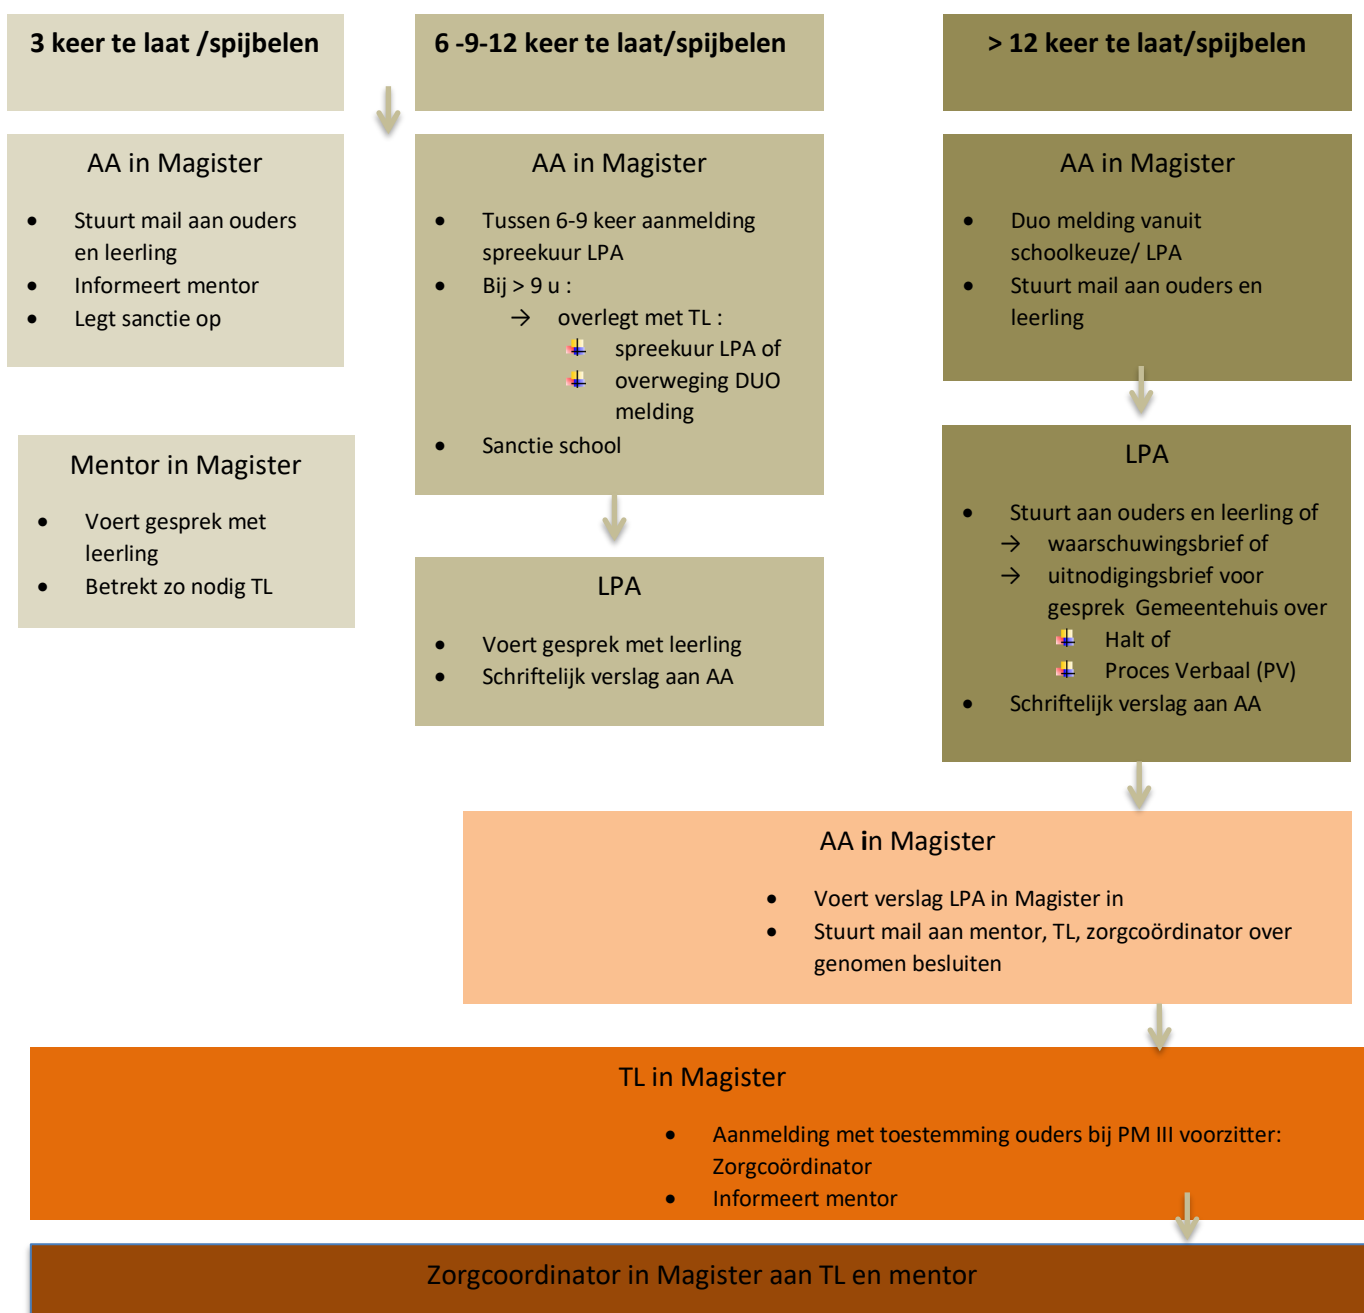 3 keer te laat /spijbelen
AA in Magister
• Stuurt mail aan ouders
en leerling
• Informeert mentor
• Legt sanctie op
Mentor in Magister
• Voert gesprek met
leerling
• Betrekt zo nodig TL
6 -9-12 keer te laat/spijbelen
AA in Magister
• Tussen 6-9 keer aanmelding
spreekuur LPA
• Bij > 9 u :
→ overlegt met TL :
spreekuur LPA of
overweging DUO
melding
• Sanctie school
LPA
• Voert gesprek met leerling
• Schriftelijk verslag aan AA
> 12 keer te laat/spijbelen
AA in Magister
• Duo melding vanuit
schoolkeuze/ LPA
• Stuurt mail aan ouders en
leerling
LPA
• Stuurt aan ouders en leerling of
→ waarschuwingsbrief of
→ uitnodigingsbrief voor
gesprek Gemeentehuis over
Halt of
Proces Verbaal (PV)
• Schriftelijk verslag aan AA
AA in Magister
• Voert verslag LPA in Magister in
• Stuurt mail aan mentor, TL, zorgcoördinator over
genomen besluiten
TL in Magister
• Aanmelding met toestemming ouders bij PM III voorzitter:
Zorgcoördinator
• Informeert mentor
Zorgcoordinator in Magister aan TL en mentor